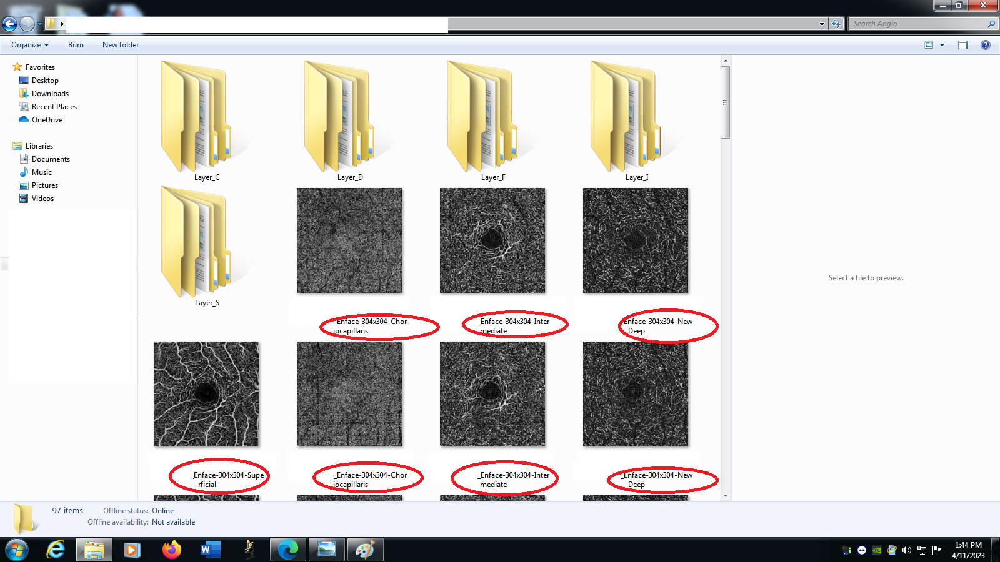 Search Angio
Organize
Burn
New folder
Favorites
Desktop
Downloads
Recent Places
OneDrive
Libraries
Documents
Music
Pictures
Videos
Layer_C
Layer_D
Layer_F
Layer_I
Layer_S
_Enface-304x304-Chor
iocapillaris
_Enface-304x304-Inter
mediate
_Enface-304x304-New
Deep
_Enface-304x304-Supe
rficial
_Enface-304x304-Chor
iocapillaris
_Enface-304x304-Inter
mediate
_Enface-304x304-New
Deep
Select a file to preview.
97 items
Offline status: Online
Offline availability: Not available
1:44 PM
4/11/2023